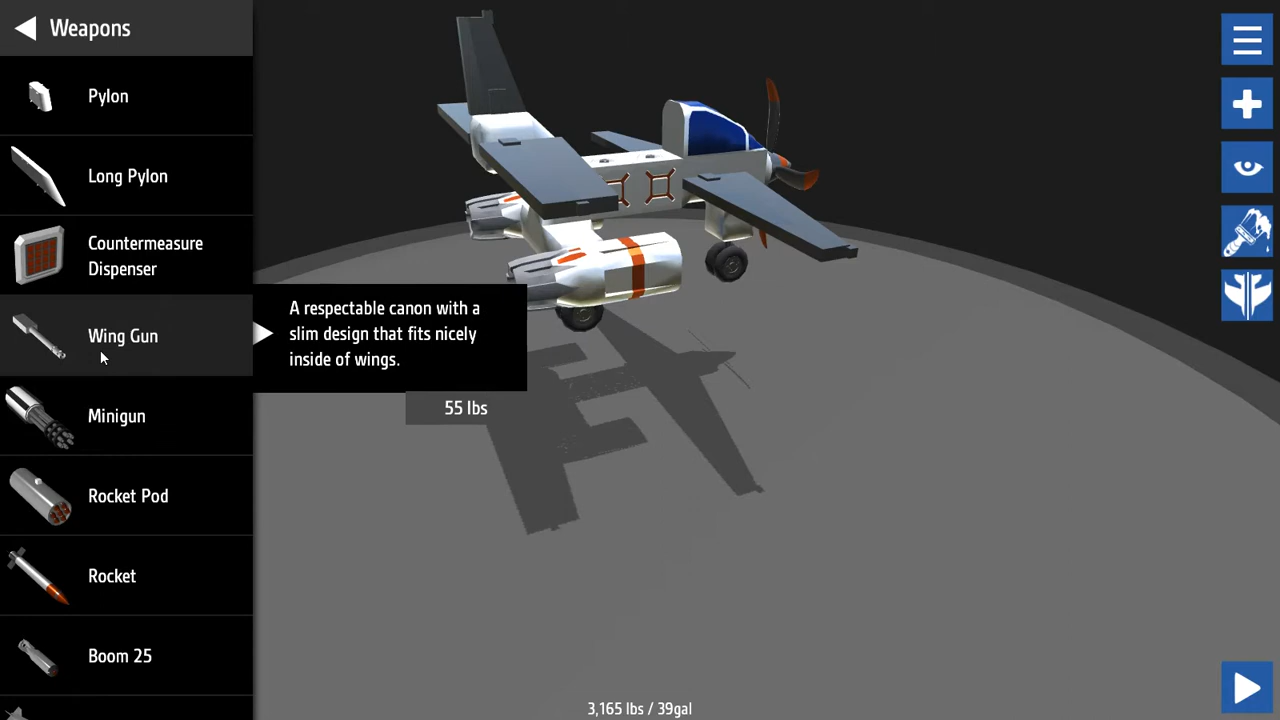 Weapons
Pylon
Long Pylon
Countermeasure
Dispenser
Wing Gun
A respectable canon with a
slim design that fits nicely
inside of wings.
55 lbs
Minigun
Rocket Pod
Rocket
Boom 25
3,165 lbs / 39gal